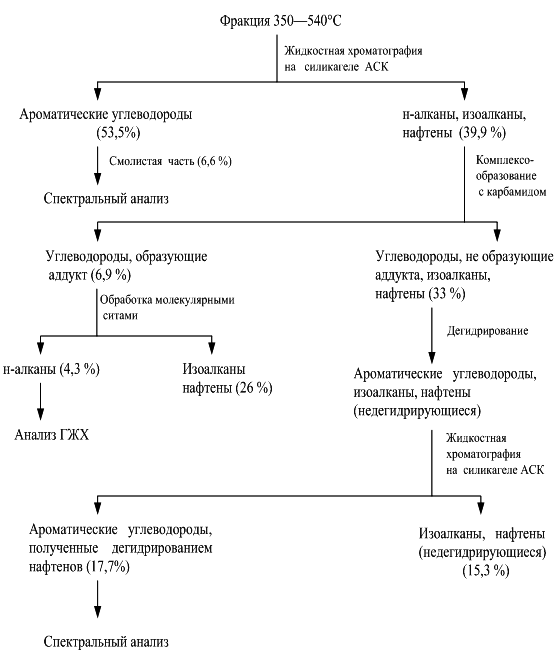 Фракция 350—540°С
Жидкостная хроматография
на силикагеле АСК
Ароматические углеводороды
(53,5%)
н-алканы, изоалканы,
нафтены (39,9 %)
Смолистая часть (6,6 %)
Комплексо-
образование
с карбамидом
Спектральный анализ
Углеводороды, образующие
аддукт (6,9 %)
Углеводороды, не образующие
аддукта, изоалканы,
нафтены (33 %)
Обработка молекулярными
ситами
Дегидрирование
н-алканы (4,3 %)
Изоалканы
нафтены (26 %)
Ароматические углеводороды,
изоалканы, нафтены
(недегидрирующиеся)
Анализ ГЖХ
Жидкостная
хроматография
на силикагеле АСК
Ароматические углеводороды,
полученные дегидрированием
нафтенов (17,7%)
Изоалканы, нафтены
(недегидрирующиеся)
(15,3 %)
Спектральный анализ